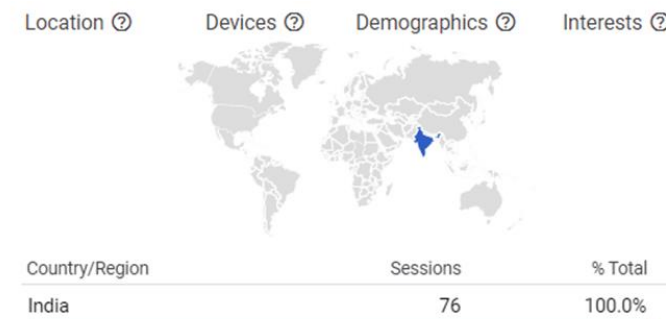 Location ? Devices ? Demographics ? Interests ?
Country/Region Sessions % Total
India 76 100.0%